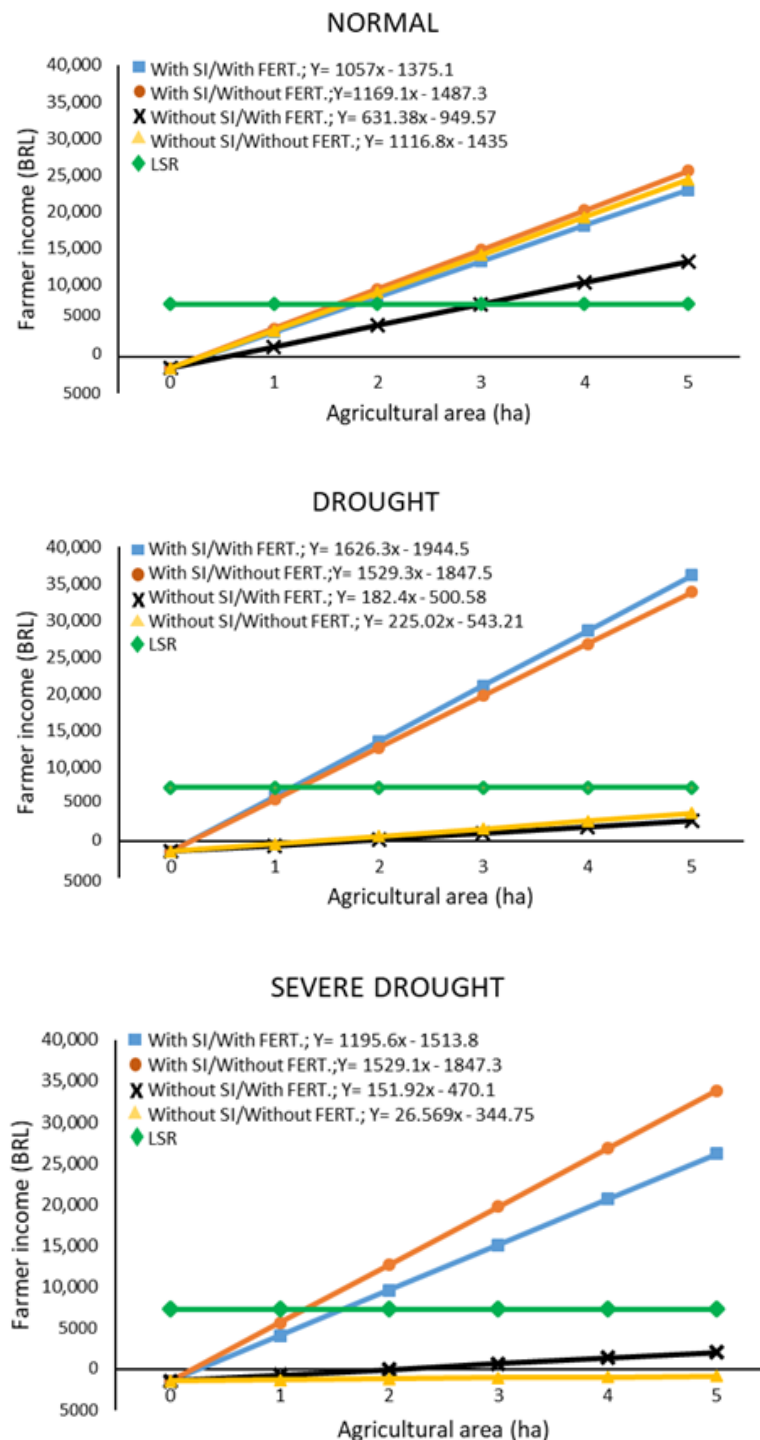 NORMAL
40,000
35,000
30,000
25,000
20,000
15,000
10,000
5000
0
5000
Farmer income (BRL)
With SI/With FERT.; Y= 1057x - 1375.1
With SI/Without FERT.;Y=1169.1x - 1487.3
Without SI/With FERT.; Y= 631.38x - 949.57
Without SI/Without FERT.; Y= 1116.8x - 1435
LSR
0 1 2 3 4 5
Agricultural area (ha)
DROUGHT
40,000
35,000
30,000
25,000
20,000
15,000
10,000
5000
0
5000
Farmer income (BRL)
With SI/With FERT.; Y= 1626.3x - 1944.5
With SI/Without FERT.;Y= 1529.3x - 1847.5
Without SI/With FERT.; Y= 182.4x - 500.58
Without SI/Without FERT.; Y= 225.02x - 543.21
LSR
0 1 2 3 4 5
Agricultural area (ha)
SEVERE DROUGHT
40,000
35,000
30,000
25,000
20,000
15,000
10,000
5000
0
5000
Farmer income (BRL)
With SI/With FERT.; Y= 1195.6x - 1513.8
With SI/Without FERT.;Y= 1529.1x - 1847.3
Without SI/With FERT.; Y= 151.92x - 470.1
Without SI/Without FERT.; Y= 26.569x - 344.75
LSR
0 1 2 3 4 5
Agricultural area (ha)